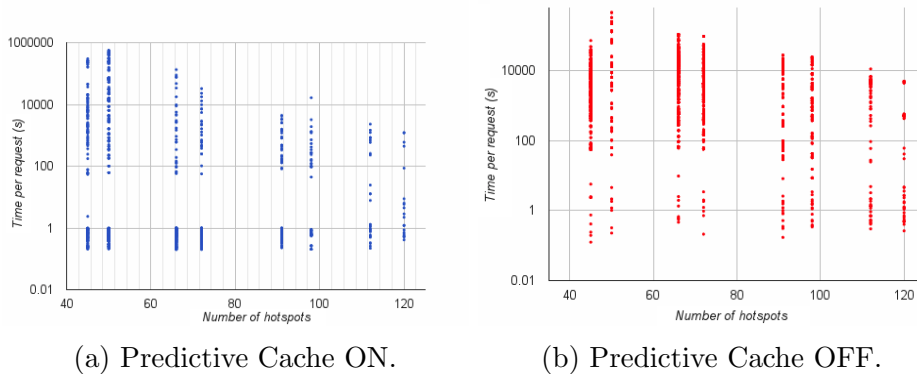 1000000
10000
100
1
0.01
40 60 80 100 120
Time per request (s)
Number of hotspots
(a) Predictive Cache ON.
10000
100
1
0.01
40 60 80 100 120
Time per request (s)
Number of hotspots
(b) Predictive Cache OFF.